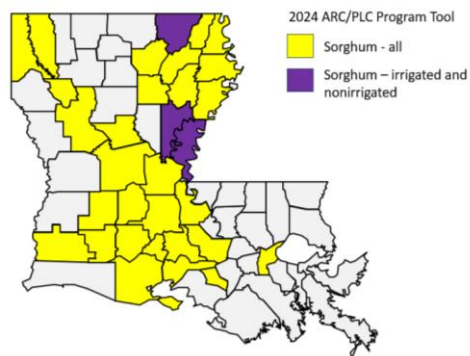 2024 ARC/PLC Program Tool
Sorghum - all
Sorghum – irrigated and
nonirrigated